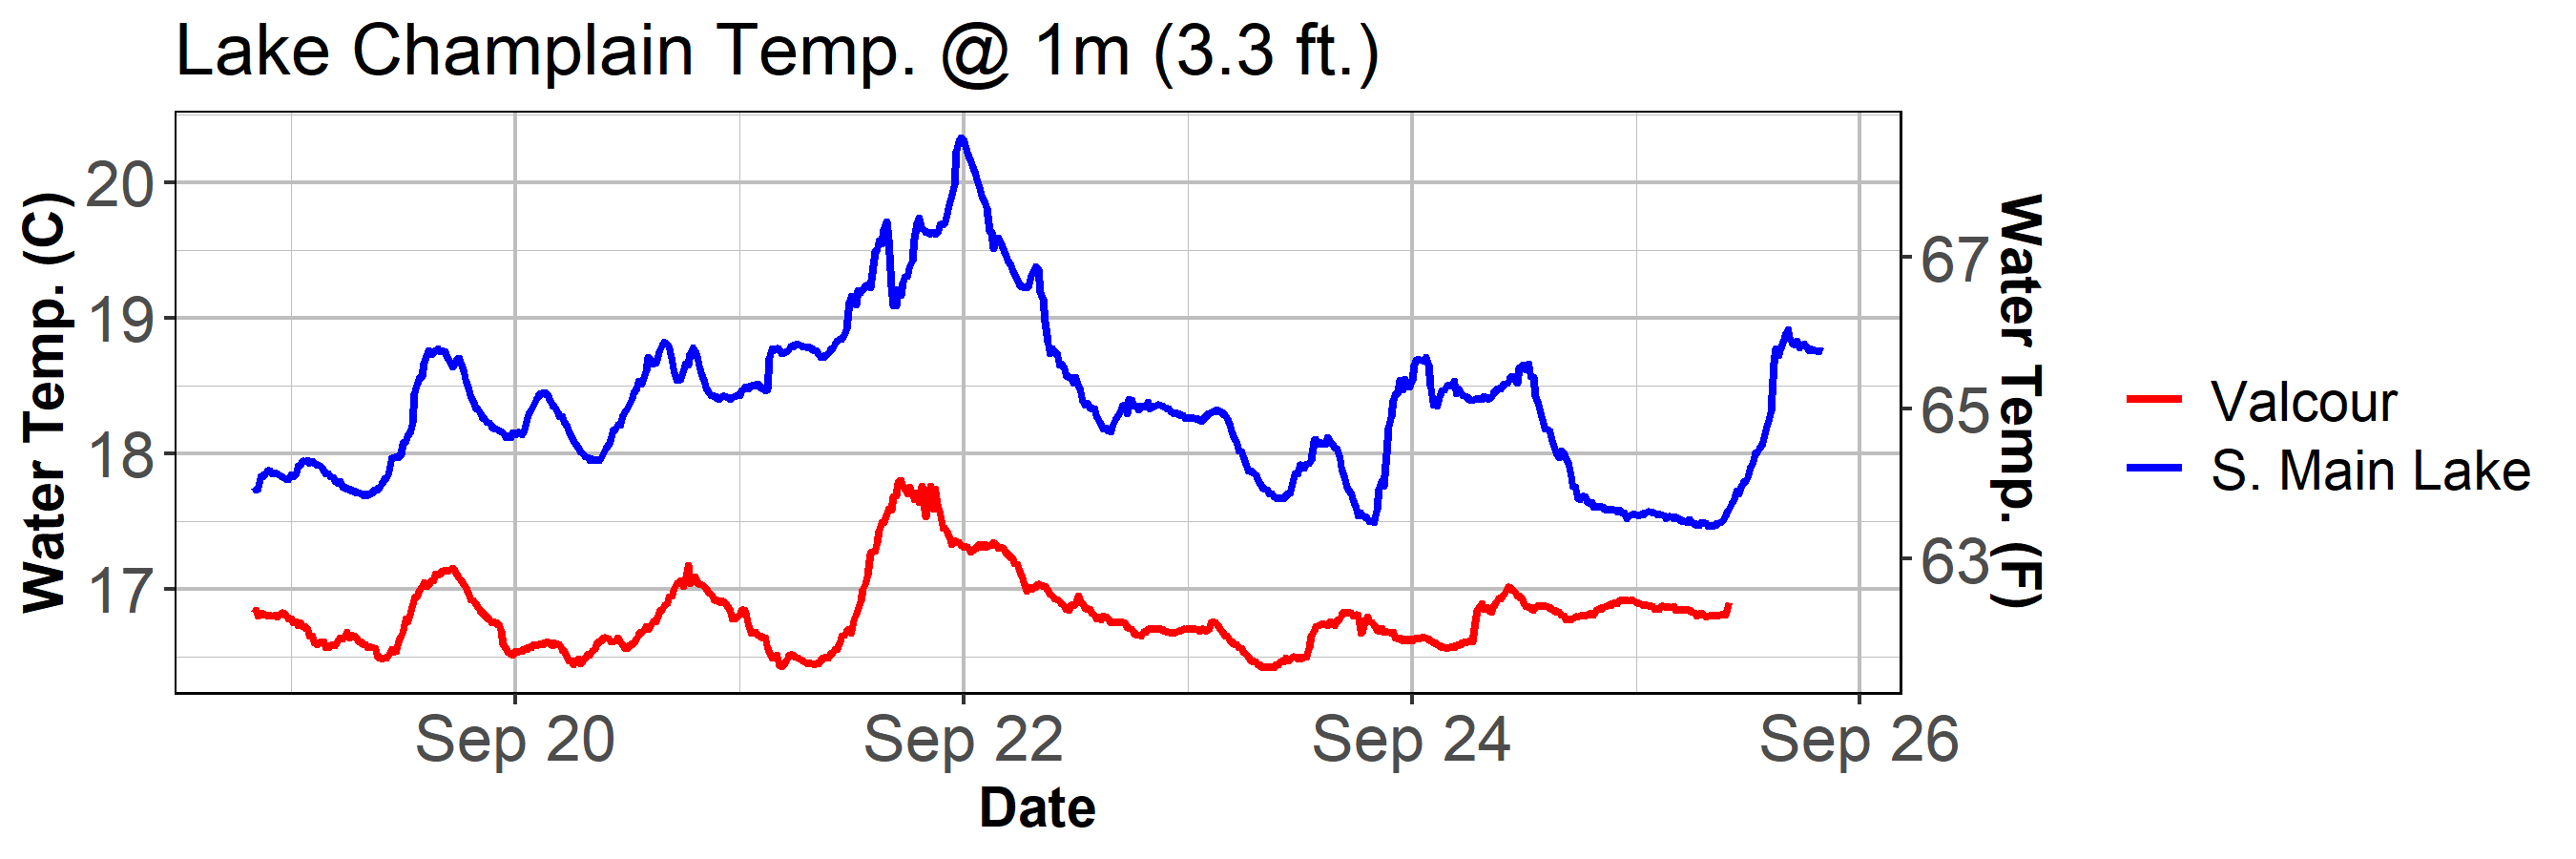 Lake Champlain Temp. @ 1m (3.3 ft.)
Water Temp. (C)
20
19
18
17
67
65
63
Water Temp. (F)
Sep 20
Sep 22
Sep 24
Sep 26
Date
Valcour
S. Main Lake